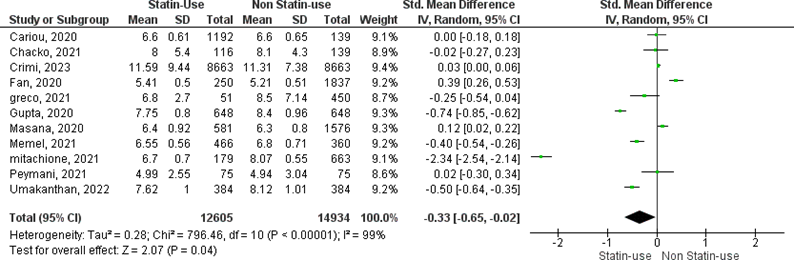 Statin-Use Non Statin-use Std. Mean Difference Std. Mean Difference
Study or Subgroup Mean SD Total Mean SD Total Weight IV, Random, 95% CI IV, Random, 95% CI
Cariou, 2020 6.6 0.61 1192 6.6 0.65 139 9.1% 0.00 [-0.18, 0.18]
Chacko, 2021 8 5.4 116 8.1 4.3 139 9.0% -0.02 [-0.27, 0.23]
Crimi, 2023 11.59 9.44 8663 11.31 7.38 8663 9.3% 0.03 [0.00, 0.06]
Fan, 2020 5.41 0.5 250 5.21 0.51 1837 9.2% 0.39 [0.26, 0.53]
greco, 2021 6.8 2.7 51 8.5 7.14 450 8.9% -0.25 [-0.54, 0.04]
Gupta, 2020 7.75 0.8 648 8.4 0.96 648 9.2% -0.74 [-0.85, -0.62]
Masana, 2020 6.4 0.92 581 6.3 0.8 1576 9.2% 0.12 [0.02, 0.22]
Memel, 2021 6.55 0.56 466 6.8 0.71 360 9.2% -0.40 [-0.54, -0.26]
mitachione, 2021 6.7 0.7 179 8.07 0.55 663 9.0% -2.34 [-2.54, -2.14]
Peymani, 2021 4.99 2.55 75 4.94 3.04 75 8.8% 0.02 [-0.30, 0.34]
Umakanthan, 2022 7.62 1 384 8.12 1.01 384 9.2% -0.50 [-0.64, -0.35]
Total (95% CI) 12605 14934 100.0% -0.33 [-0.65, -0.02]
Heterogeneity: Tau² = 0.28; Chi² = 796.46, df = 10 (P < 0.00001); I² = 99%
Test for overall effect: Z = 2.07 (P = 0.04)
-2 -1 0 1 2
Statin-use Non Statin-use